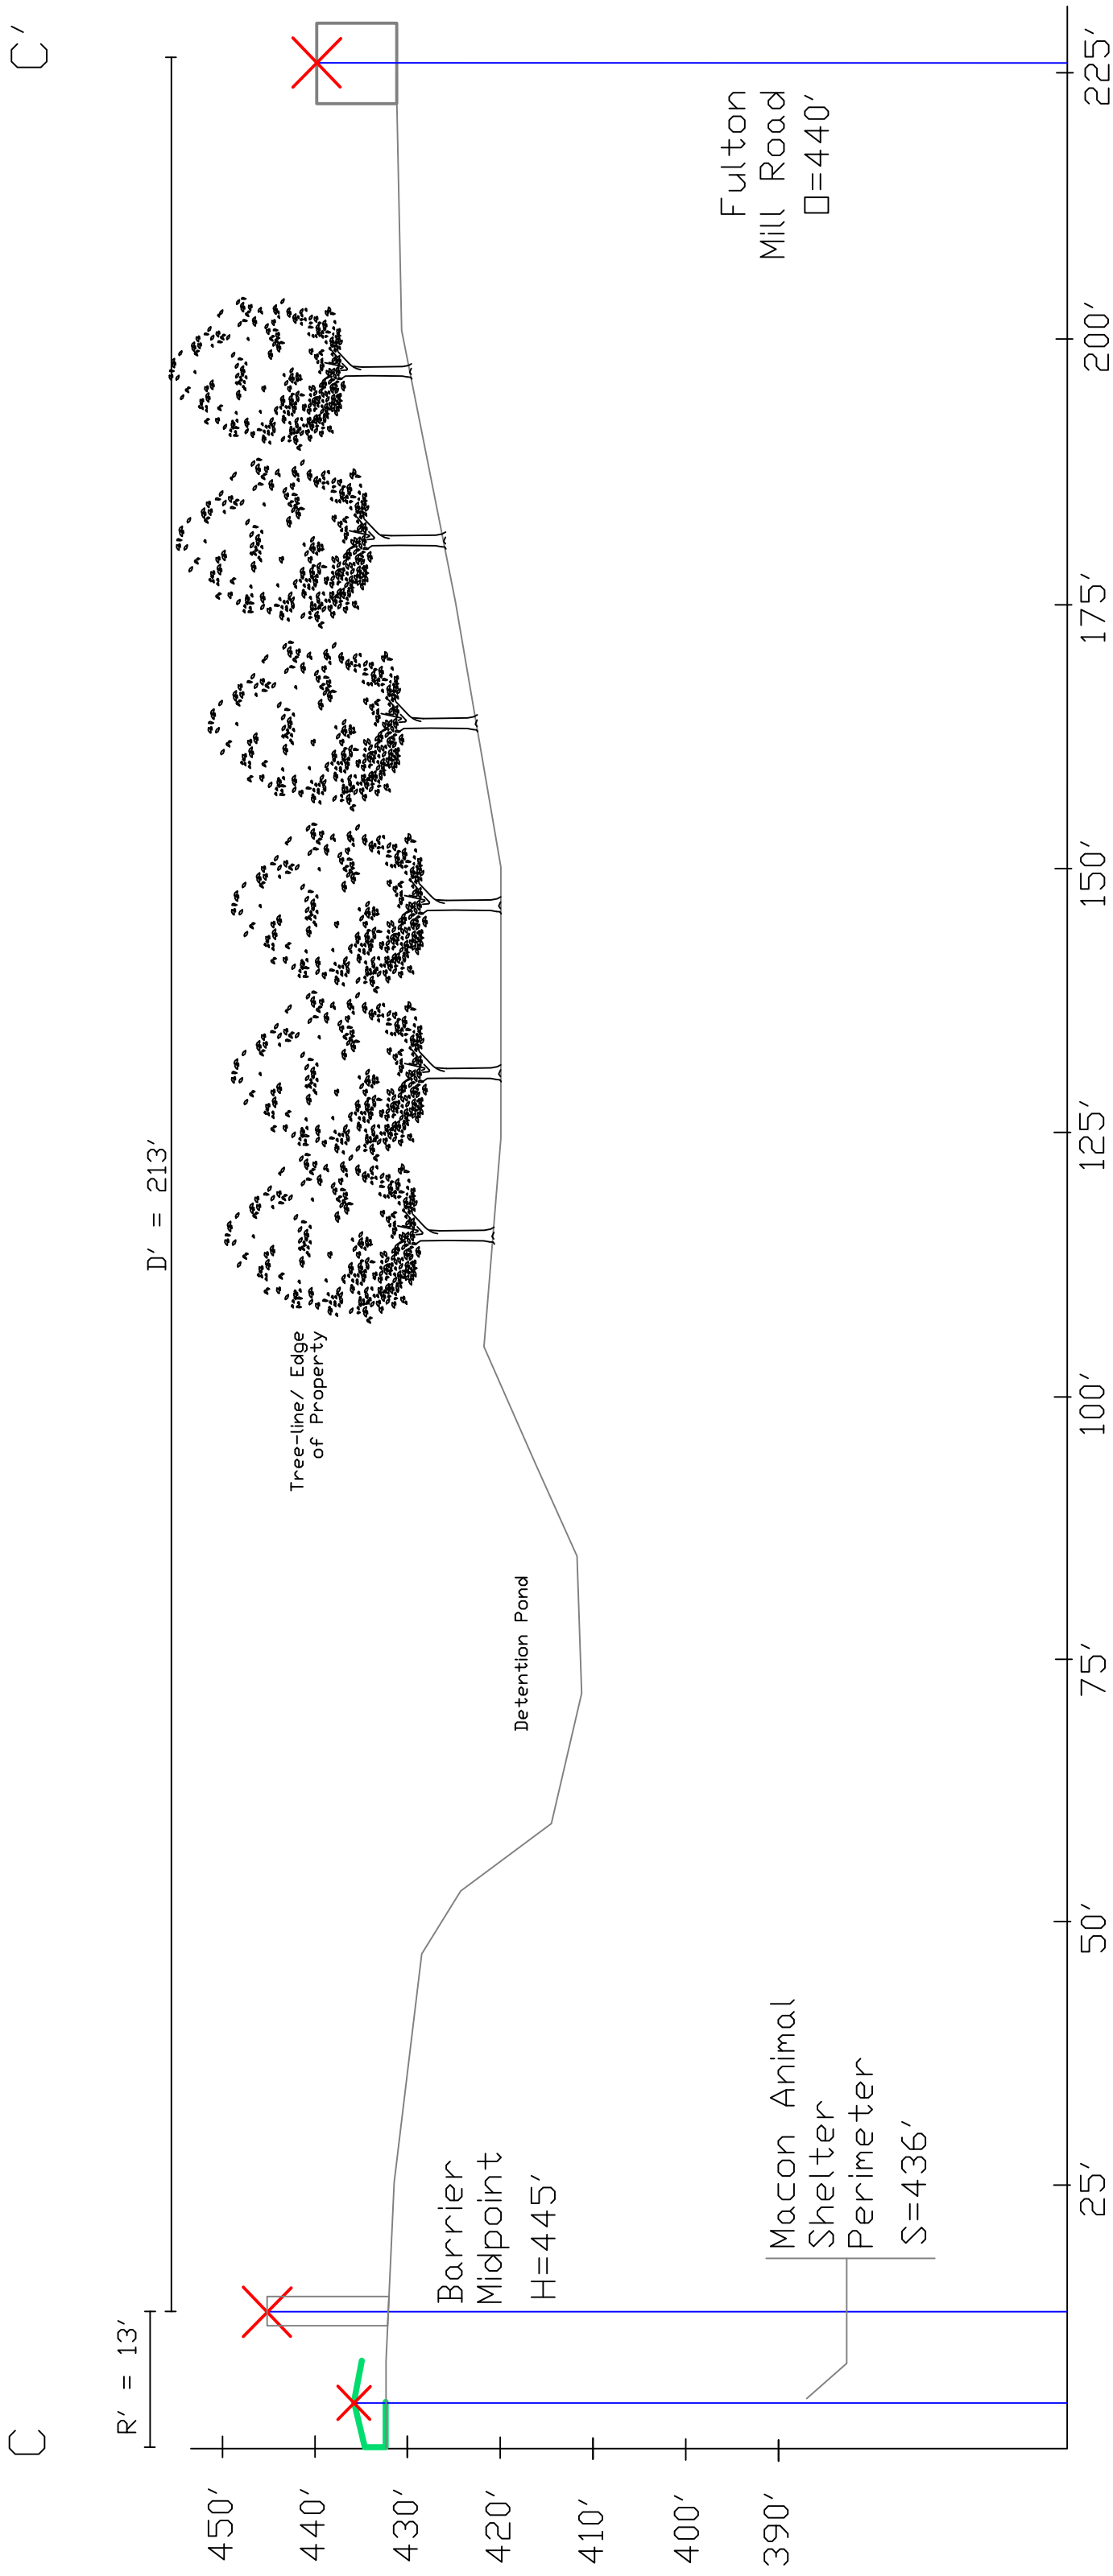 C
C′
R′ = 13′
D′ = 213′
Tree-line/ Edge
of Property
Detention Pond
Barrier
Midpoint
H=445′
Macon Animal
Shelter
Perimeter
S=436′
Fulton
Mill Road
□=440′
450′
440′
430′
420′
410′
400′
390′
25′
50′
75′
100′
125′
150′
175′
200′
225′